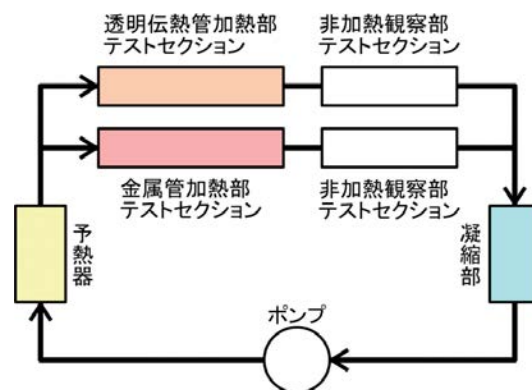 透明伝熱管加熱部
テストセクション
非加熱観察部
テストセクション
金属管加熱部
テストセクション
非加熱観察部
テストセクション
予熱器
凝縮部
ポンプ